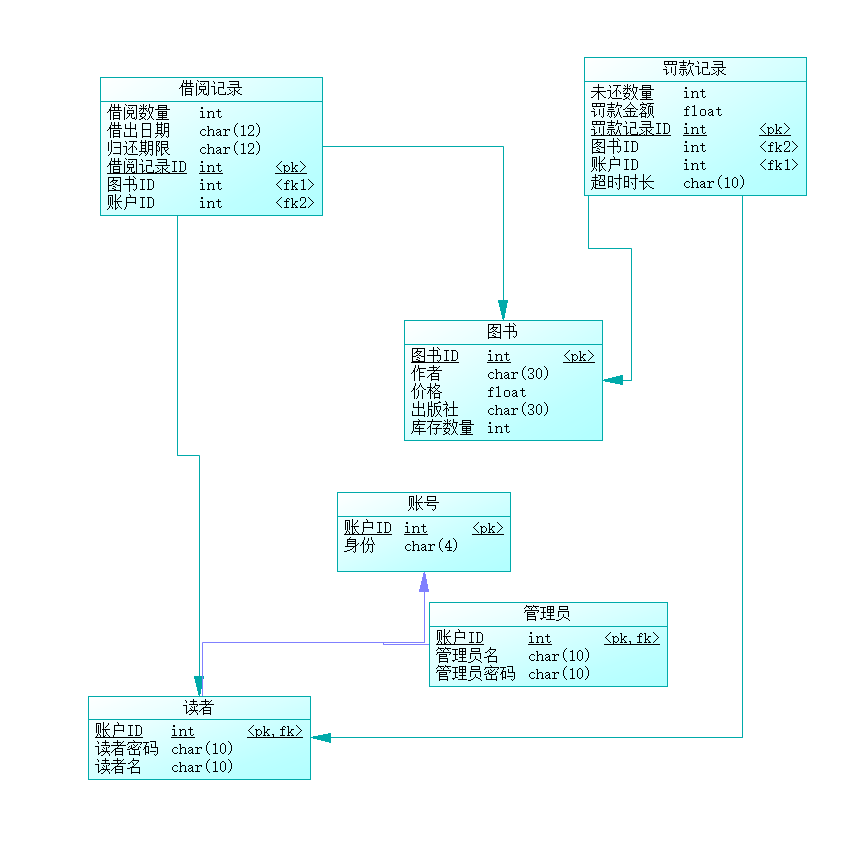 借阅记录
借阅数量 int
借出日期 char(12)
归还期限 char(12)
借阅记录ID int <pk>
图书ID int <fk1>
账户ID int <fk2>
罚款记录
未还数量 int
罚款金额 float
罚款记录ID int <pk>
图书ID int <fk2>
账户ID int <fk1>
超时时长 char(10)
图书
图书ID int <pk>
作者 char(30)
价格 float
出版社 char(30)
库存数量 int
账号
账户ID int <pk>
身份 char(4)
管理员
账户ID int <pk,fk>
管理员名 char(10)
管理员密码 char(10)
读者
账户ID int <pk,fk>
读者密码 char(10)
读者名 char(10)